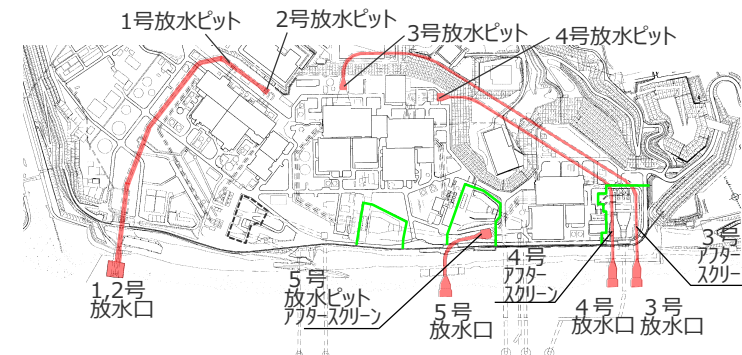 1号放水ピット
2号放水ピット
3号放水ピット
4号放水ピット
1,2号
放水口
5号
放水ピット
アフタースクリーン
5号
放水口
4号
アフター
スクリーン
4号
放水口
3号
放水口
3号
アフター
スクリー